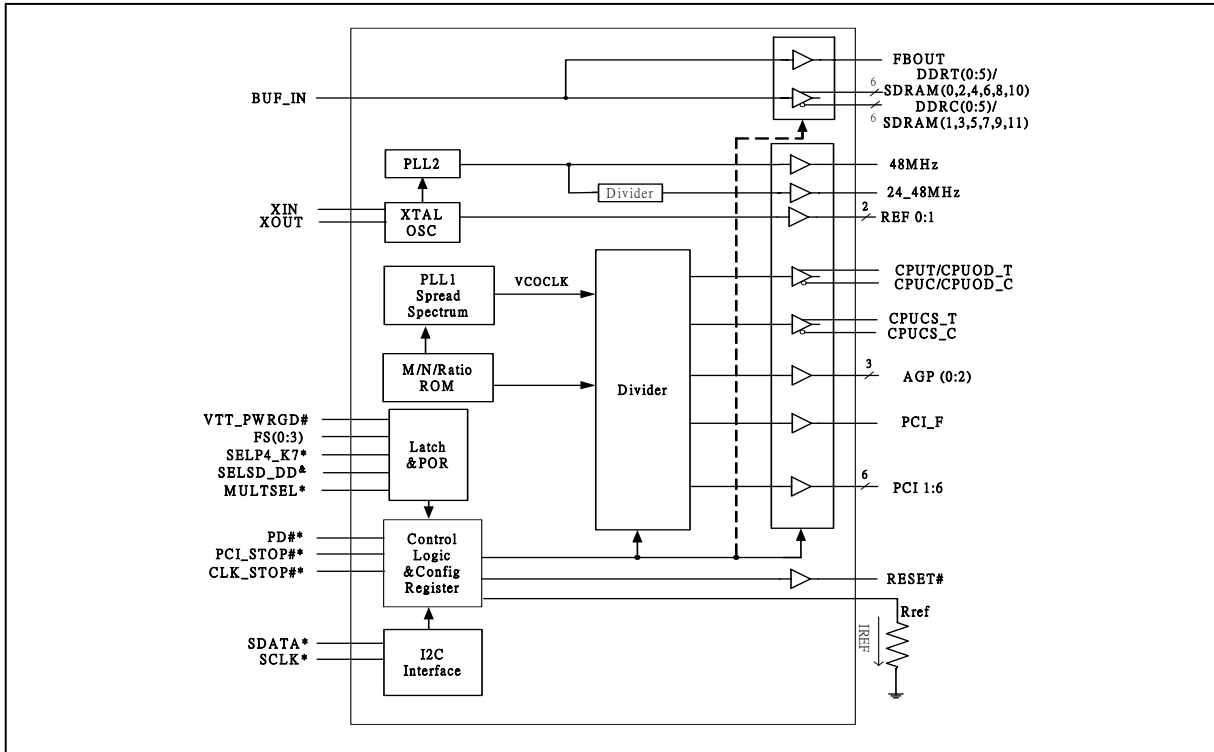 FBOUT
DDRT(0:5)/
6
SDRAM(0,2,4,6,8,10)
BUF_IN
DDRC(0:5)/
6
SDRAM(1,3,5,7,9,11)
PLL2
48MHz
Divider
24_48MHz
XIN
XOUT
XTAL
OSC
2
REF 0:1
PLL1
Spread
Spectrum
VCOCLK
CPUT/CPUOD_T
CPUC/CPUOD_C
CPUCS_T
CPUCS_C
M/N/Ratio
ROM
Divider
3
AGP (0:2)
VTT_PWRGD#
FS(0:3)
SELP4_K7*
SELSD_DD&
MULTSEL*
Latch
&POR
PCI_F
6
PCI 1:6
PD#*
PCI_STOP#*
CLK_STOP#*
Control
Logic
&Config
Register
RESET#
Rref
IREF
SDATA*
SCLK*
I2C
Interface